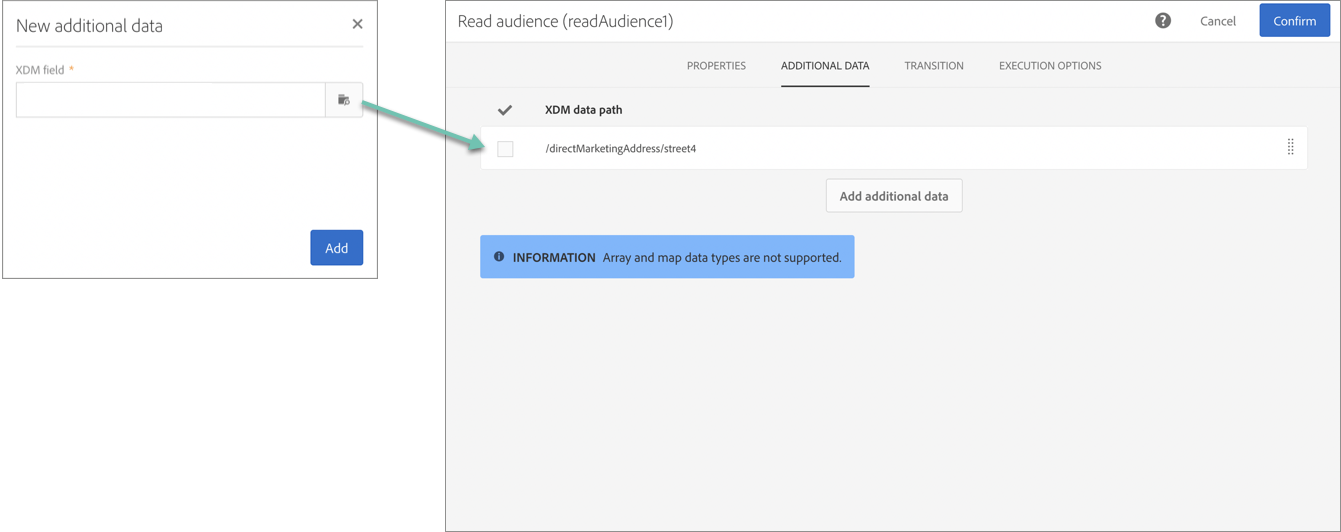 New additional data
XDM field *
Add
Read audience (readAudience1)
Cancel
Confirm
PROPERTIES
ADDITIONAL DATA
TRANSITION
EXECUTION OPTIONS
XDM data path
/directMarketingAddress/street4
Add additional data
INFORMATION Array and map data types are not supported.